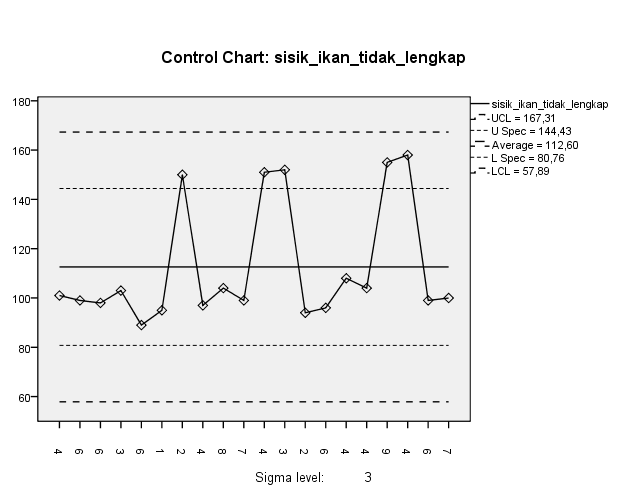 Control Chart: sisik_ikan_tidak_lengkap
sisik_ikan_tidak_lengkap
UCL = 167,31
U Spec = 144,43
Average = 112,60
L Spec = 80,76
LCL = 57,89
180
160
140
120
100
80
60
4 6 6 3 6 1 2 4 8 7 4 3 2 6 4 4 9 4 6 7
Sigma level: 3